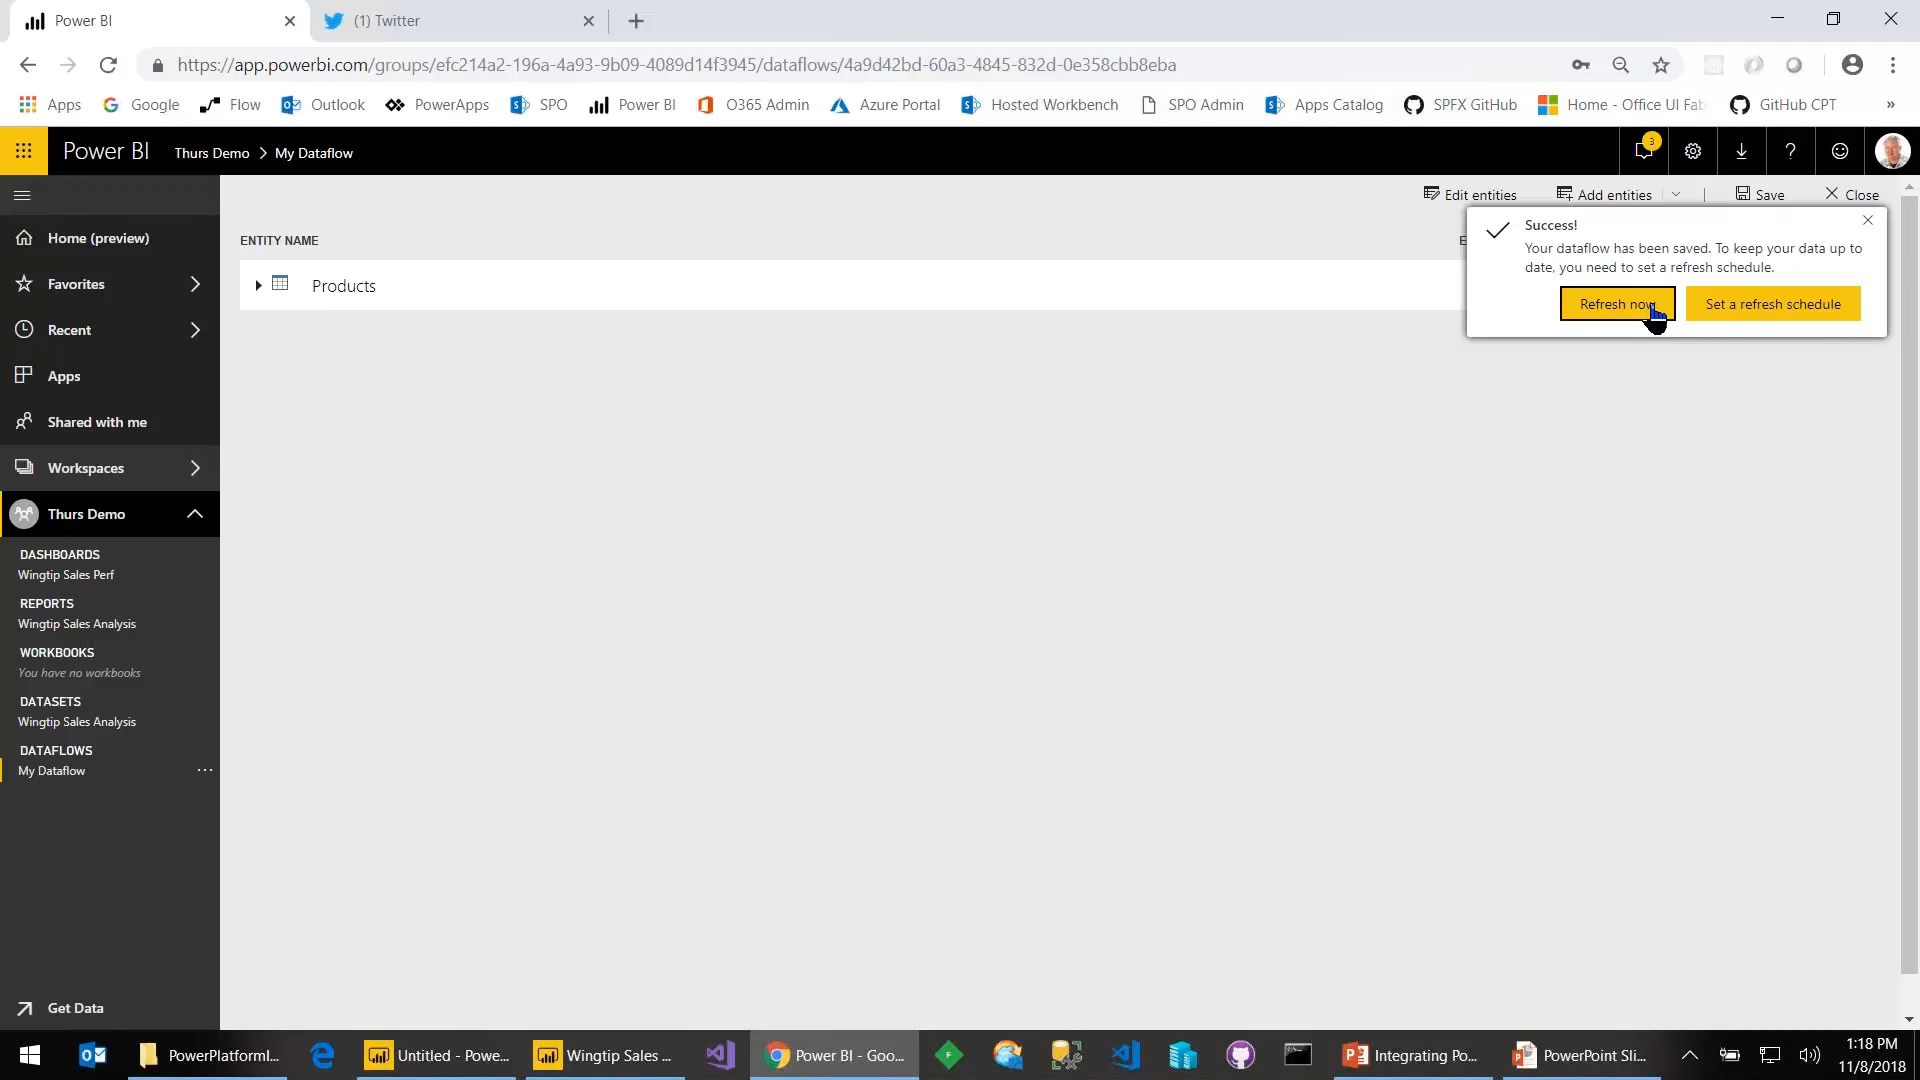 Power BI
(1) Twitter
https://app.powerbi.com/groups/efc214a2-196a-4a93-9b09-4089d14f3945/dataflows/4a9d42bd-60a3-4845-832d-0e358cbb8eba
Apps Google Flow Outlook PowerApps SPO Power BI O365 Admin Azure Portal Hosted Workbench SPO Admin Apps Catalog SPFX GitHub Home - Office UI Fab GitHub CPT »
Power BI Thurs Demo > My Dataflow 3
Edit entities Add entities | Save Close
Home (preview)
Favorites
Recent
Apps
Shared with me
Workspaces
Thurs Demo
DASHBOARDS
Wingtip Sales Perf
REPORTS
Wingtip Sales Analysis
WORKBOOKS
You have no workbooks
DATASETS
Wingtip Sales Analysis
DATAFLOWS
My Dataflow ...
Get Data
ENTITY NAME
Products
Success!
Your dataflow has been saved. To keep your data up to
date, you need to set a refresh schedule.
Refresh now Set a refresh schedule
PowerPlatformI... Untitled - Powe... Wingtip Sales ... Power BI - Goo... Integrating Po... PowerPoint Sli...
1:18 PM
11/8/2018